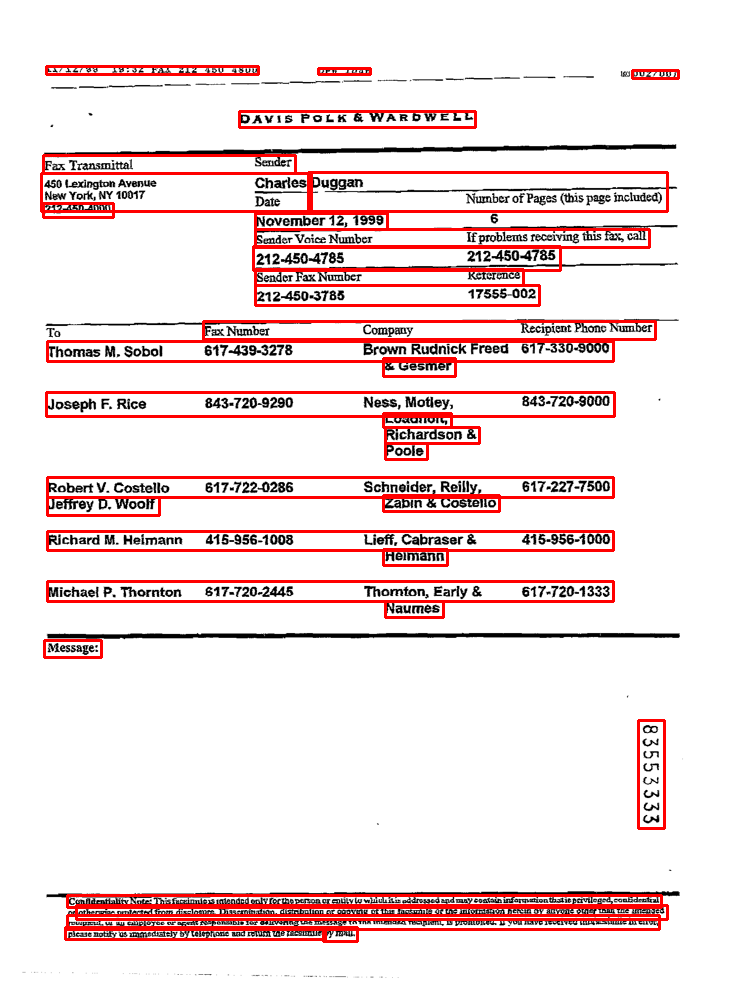 11/12/99 19:32 FAX 212 450 4800
002/007
DAVIS POLK & WARDWELL
Fax Transmittal Sender
450 Lexington Avenue Charles Duggan
New York, NY 10017
212-450-4000 Date Number of Pages (this page included)
November 12, 1999 6
Sender Voice Number If problems receiving this fax, call
212-450-4785 212-450-4785
Sender Fax Number Reference
212-450-3785 17555-002
To Fax Number Company Recipient Phone Number
Thomas M. Sobol 617-439-3278 Brown Rudnick Freed 617-330-9000
& Gesmer
Joseph F. Rice 843-720-9290 Ness, Motley, 843-720-9000
Loadholt,
Richardson &
Poole
Robert V. Costello 617-722-0286 Schneider, Reilly, 617-227-7500
Jeffrey D. Woolf Zabin & Costello
Richard M. Heimann 415-956-1008 Lieff, Cabraser & 415-956-1000
Heimann
Michael P. Thornton 617-720-2445 Thornton, Early & 617-720-1333
Naumes
Message:
83553333
Confidentiality Note: This facsimile is intended only for the person or entity to which it is addressed and may contain information that is privileged, confidential
or otherwise protected from disclosure. Dissemination, distribution or copying of this facsimile or the information herein by anyone other than the intended
recipient, or an employee or agent responsible for delivering the message to the intended recipient, is prohibited. If you have received this facsimile in error,
please notify us immediately by telephone and return the facsimile by mail.